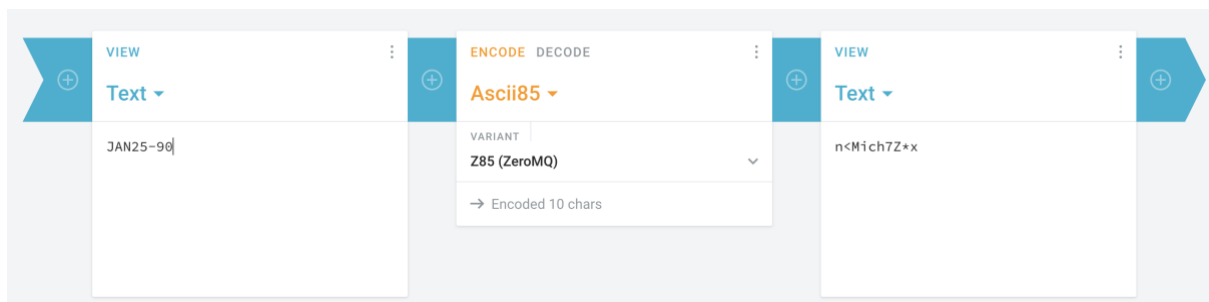 VIEW
Text
JAN25-90
ENCODE DECODE
Ascii85
VARIANT
Z85 (ZeroMQ)
→ Encoded 10 chars
VIEW
Text
n<Mich7Z*x